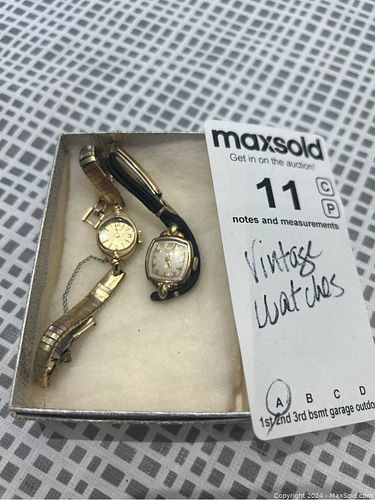 maxsold
Get in on the auction!
11
C
P
notes and measurements
Vintage
Watches
A B C D
1st 2nd 3rd bsmt garage outdo
Copyright 2024 - MaxSold.com